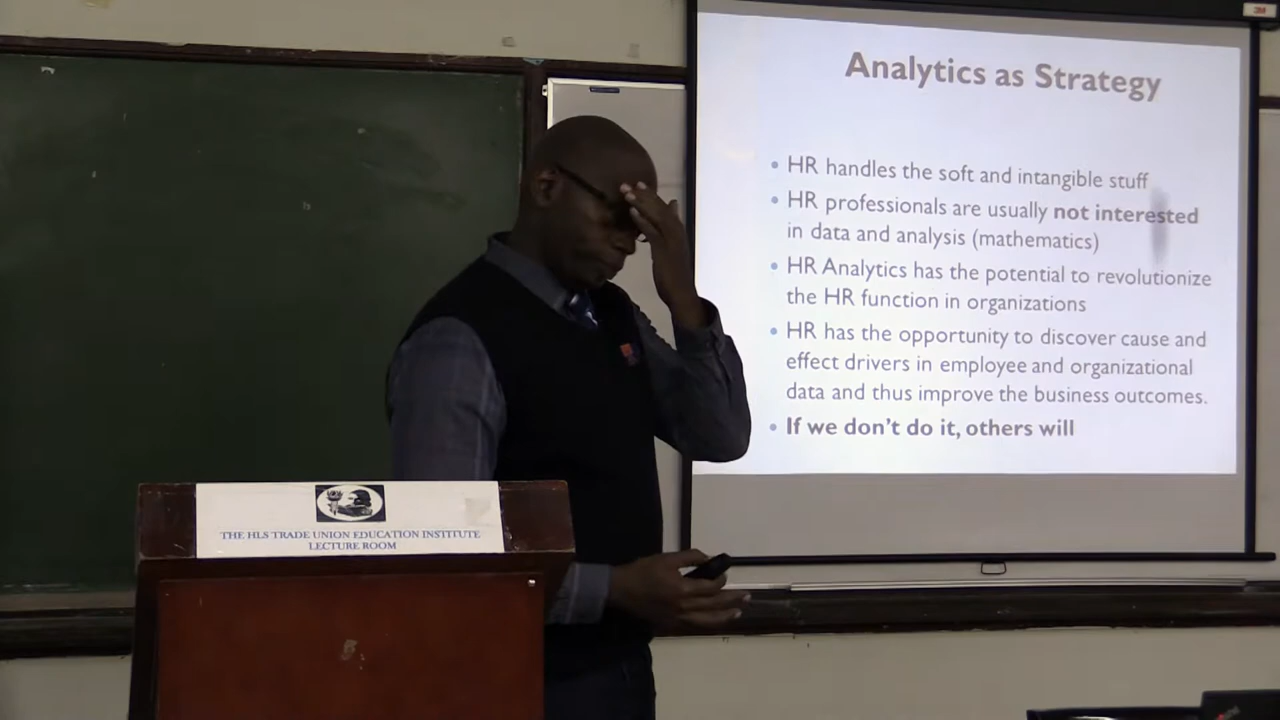 3M
Analytics as Strategy
• HR handles the soft and intangible stuff
• HR professionals are usually not interested
in data and analysis (mathematics)
• HR Analytics has the potential to revolutionize
the HR function in organizations
• HR has the opportunity to discover cause and
effect drivers in employee and organizational
data and thus improve the business outcomes.
• If we don't do it, others will
THE HLS TRADE UNION EDUCATION INSTITUTE
LECTURE ROOM